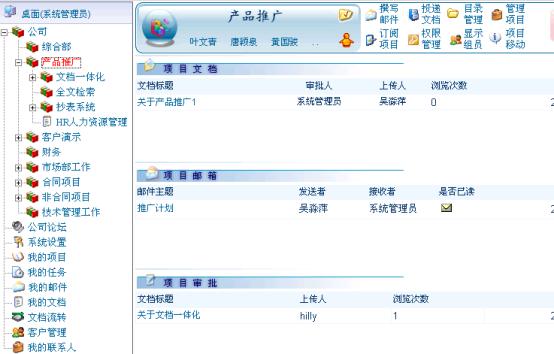 桌面(系统管理员)
公司
综合部
产品推广
文档一体化
全文检索
抄表系统
HR人力资源管理
客户演示
财务
市场部工作
合同项目
非合同项目
技术管理工作
公司论坛
系统设置
我的项目
我的任务
我的邮件
我的文档
文档流转
客户管理
我的联系人
产品推广
叶文青 唐颖泉 黄国骏 ..
撰写邮件 投递文档 目录管理 管理项目
订阅项目 权限管理 显示组员 项目移动
项目文档
文档标题 审批人 上传人 浏览次数
关于产品推广1 系统管理员 吴淼萍 0 2
项目邮箱
邮件主题 发送者 接收者 是否已读
推广计划 吴淼萍 系统管理员 2
项目审批
文档标题 上传人 浏览次数
关于文档一体化 hilly 1 2